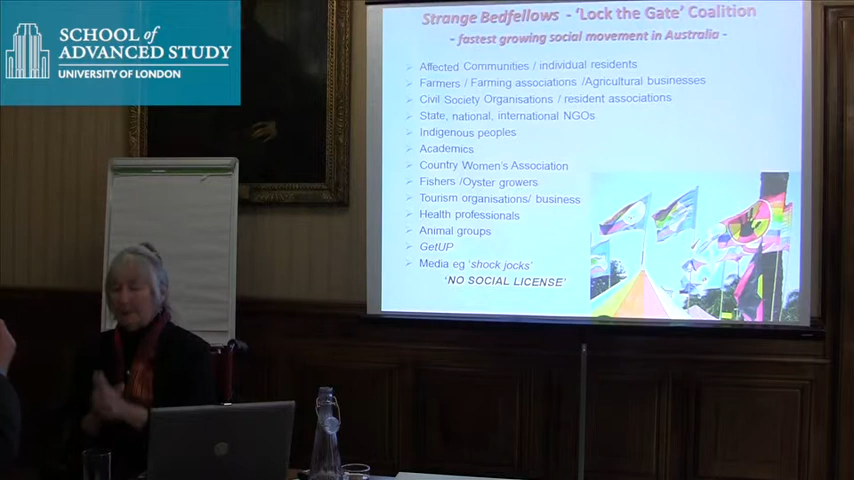 SCHOOL of
ADVANCED STUDY
UNIVERSITY OF LONDON
Strange Bedfellows - 'Lock the Gate' Coalition
- fastest growing social movement in Australia -
Affected Communities / individual residents
Farmers / Farming associations /Agricultural businesses
Civil Society Organisations / resident associations
State, national, international NGOs
Indigenous peoples
Academics
Country Women's Association
Fishers /Oyster growers
Tourism organisations/ business
Health professionals
Animal groups
GetUP
Media eg 'shock jocks'
'NO SOCIAL LICENSE'